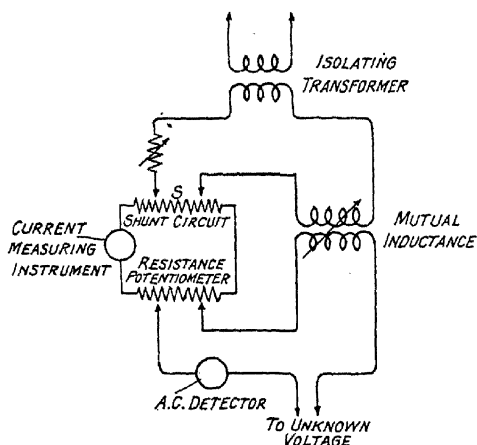 ISOLATING
TRANSFORMER
S
SHUNT CIRCUIT
CURRENT
MEASURING
INSTRUMENT
RESISTANCE
POTENTIOMETER
MUTUAL
INDUCTANCE
A.C. DETECTOR
TO UNKNOWN
VOLTAGE